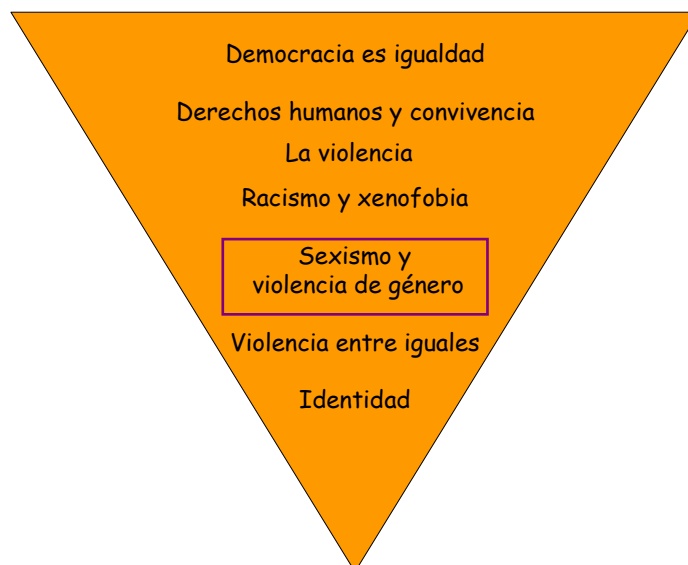 Democracia es igualdad
Derechos humanos y convivencia
La violencia
Racismo y xenofobia
Sexismo y
violencia de género
Violencia entre iguales
Identidad